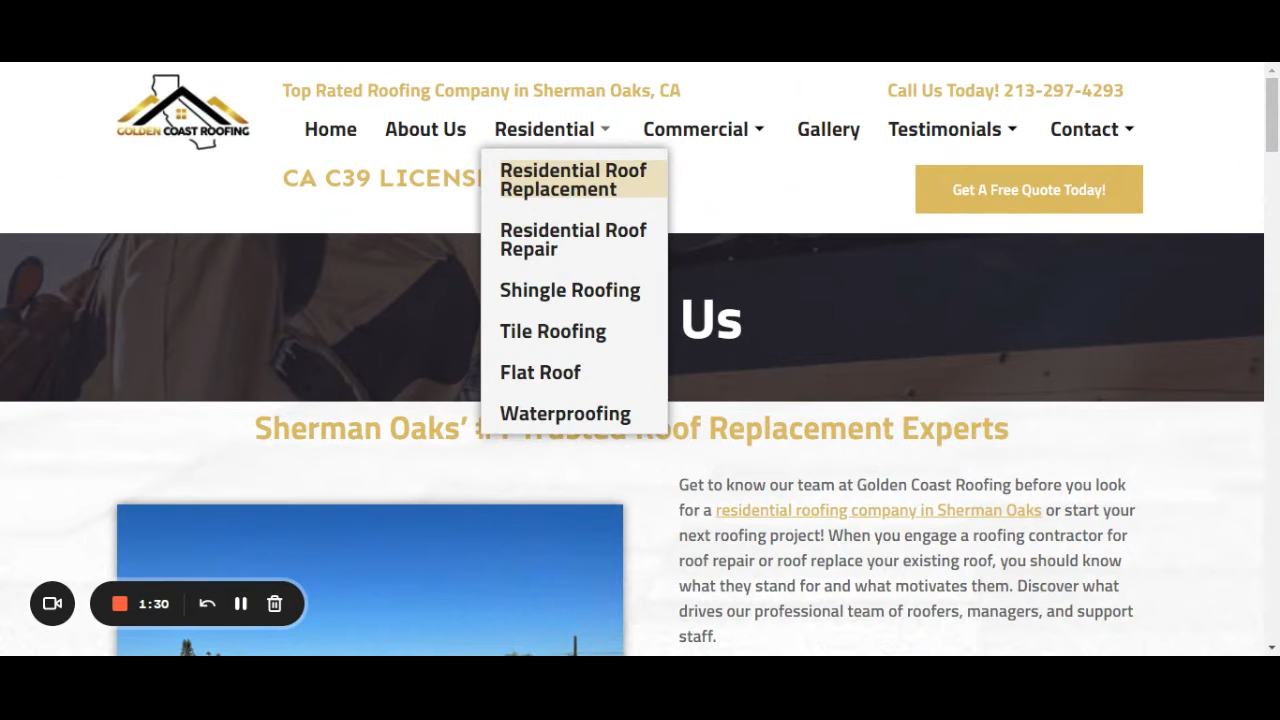 GOLDEN COAST ROOFING
Top Rated Roofing Company in Sherman Oaks, CA
Call Us Today! 213-297-4293
Home About Us Residential Commercial Gallery Testimonials Contact
CA C39 LICENS
Get A Free Quote Today!
Residential Roof
Replacement
Residential Roof
Repair
Shingle Roofing
Tile Roofing
Flat Roof
Waterproofing
Us
Sherman Oaks’ Roof Replacement Experts
Get to know our team at Golden Coast Roofing before you look
for a residential roofing company in Sherman Oaks or start your
next roofing project! When you engage a roofing contractor for
roof repair or roof replace your existing roof, you should know
what they stand for and what motivates them. Discover what
drives our professional team of roofers, managers, and support
staff.
1:30